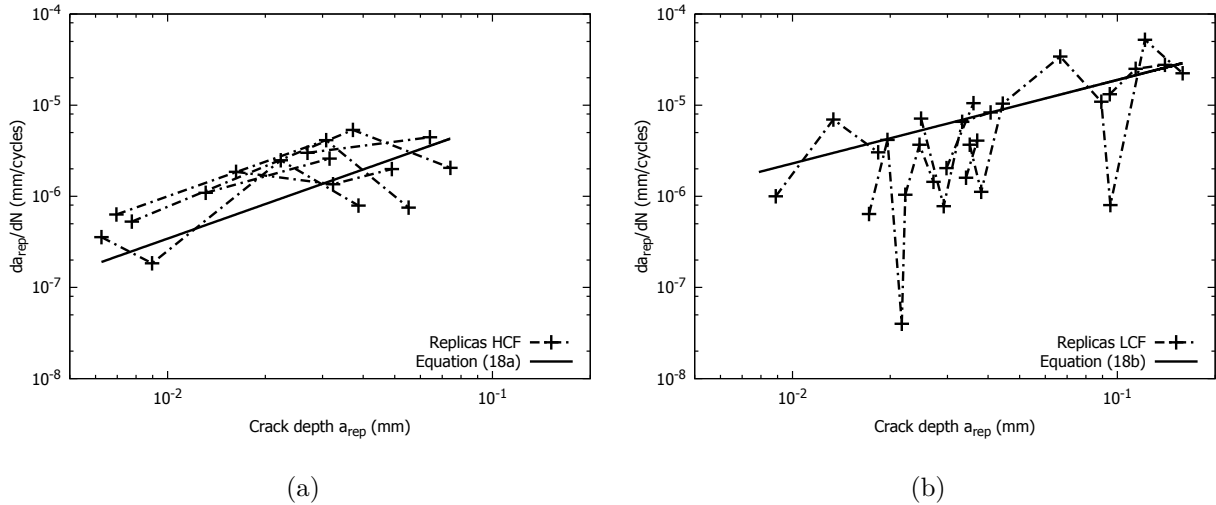 10⁻⁴
10⁻⁵
10⁻⁶
10⁻⁷
10⁻⁸
da_rep/dN (mm/cycles)
Replicas HCF
Equation (18a)
10⁻²
10⁻¹
Crack depth a_rep (mm)
(a)
10⁻⁴
10⁻⁵
10⁻⁶
10⁻⁷
10⁻⁸
da_rep/dN (mm/cycles)
Replicas LCF
Equation (18b)
10⁻²
10⁻¹
Crack depth a_rep (mm)
(b)